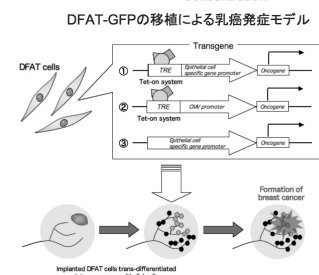 DFAT-GFPの移植による乳癌発症モデル
Transgene
DFAT cells
① TRE Epithelial cell specific gene promoter Oncogene
Tet-on system
② TRE CMV promoter Oncogene
Tet-on system
③ Epithelial cell specific gene promoter Oncogene
Formation of
breast cancer
Implanted DFAT cells trans-differentiated